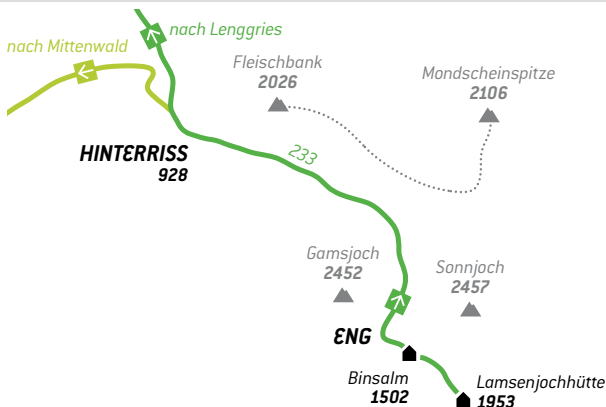 nach Lenggries
nach Mittenwald
Fleischbank
2026
Mondscheinspitze
2106
HINTERRISS
928
233
Gamsjoch
2452
Sonnjoch
2457
ENG
Binsalm
1502
Lamsenjochhütte
1953